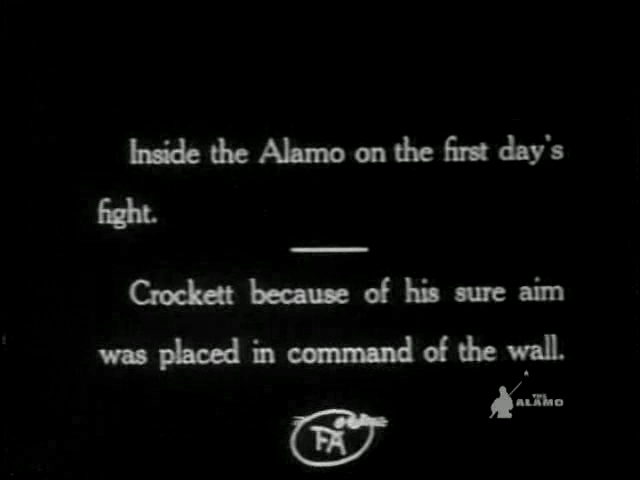 Inside the Alamo on the first day's
fight.
Crockett because of his sure aim
was placed in command of the wall.
THE
ALAMO
FA